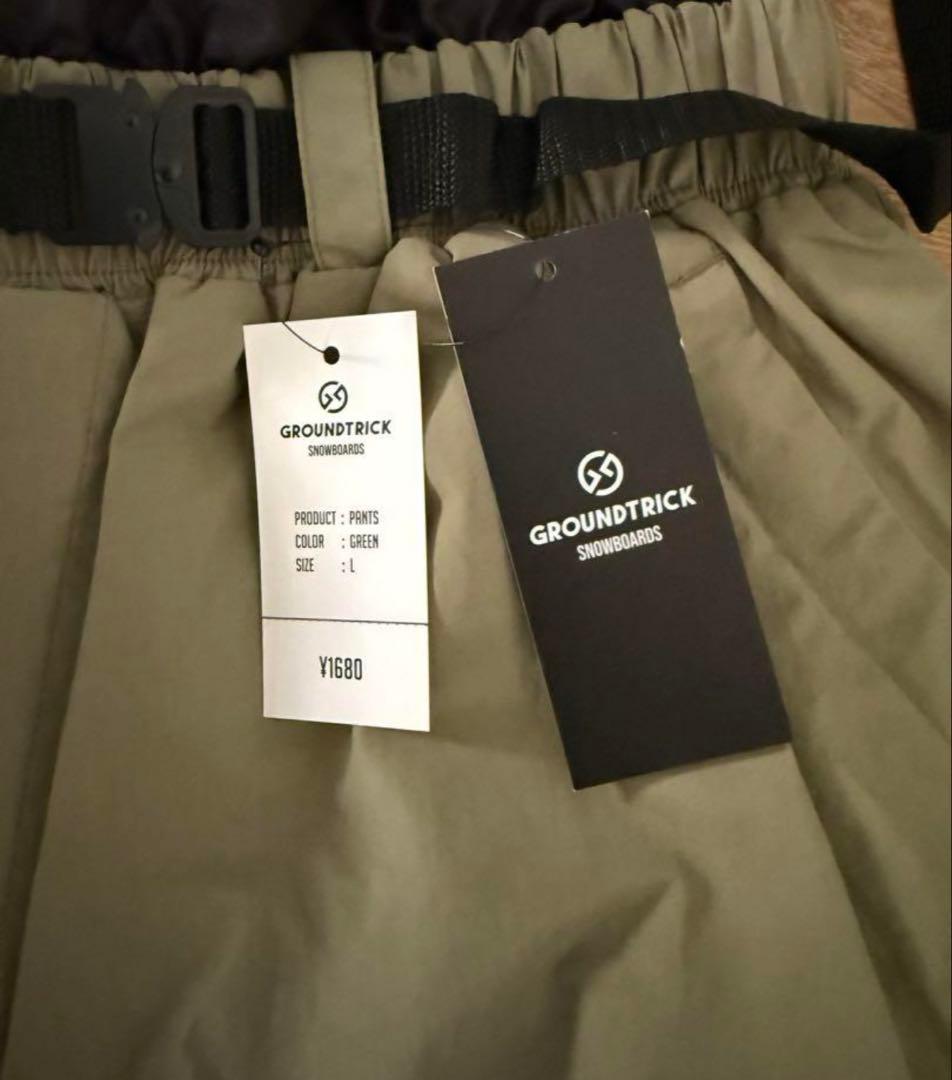 GROUNDTRICK
SNOWBOARDS
PRODUCT : PANTS
COLOR : GREEN
SIZE : L
¥1680
GROUNDTRICK
SNOWBOARDS